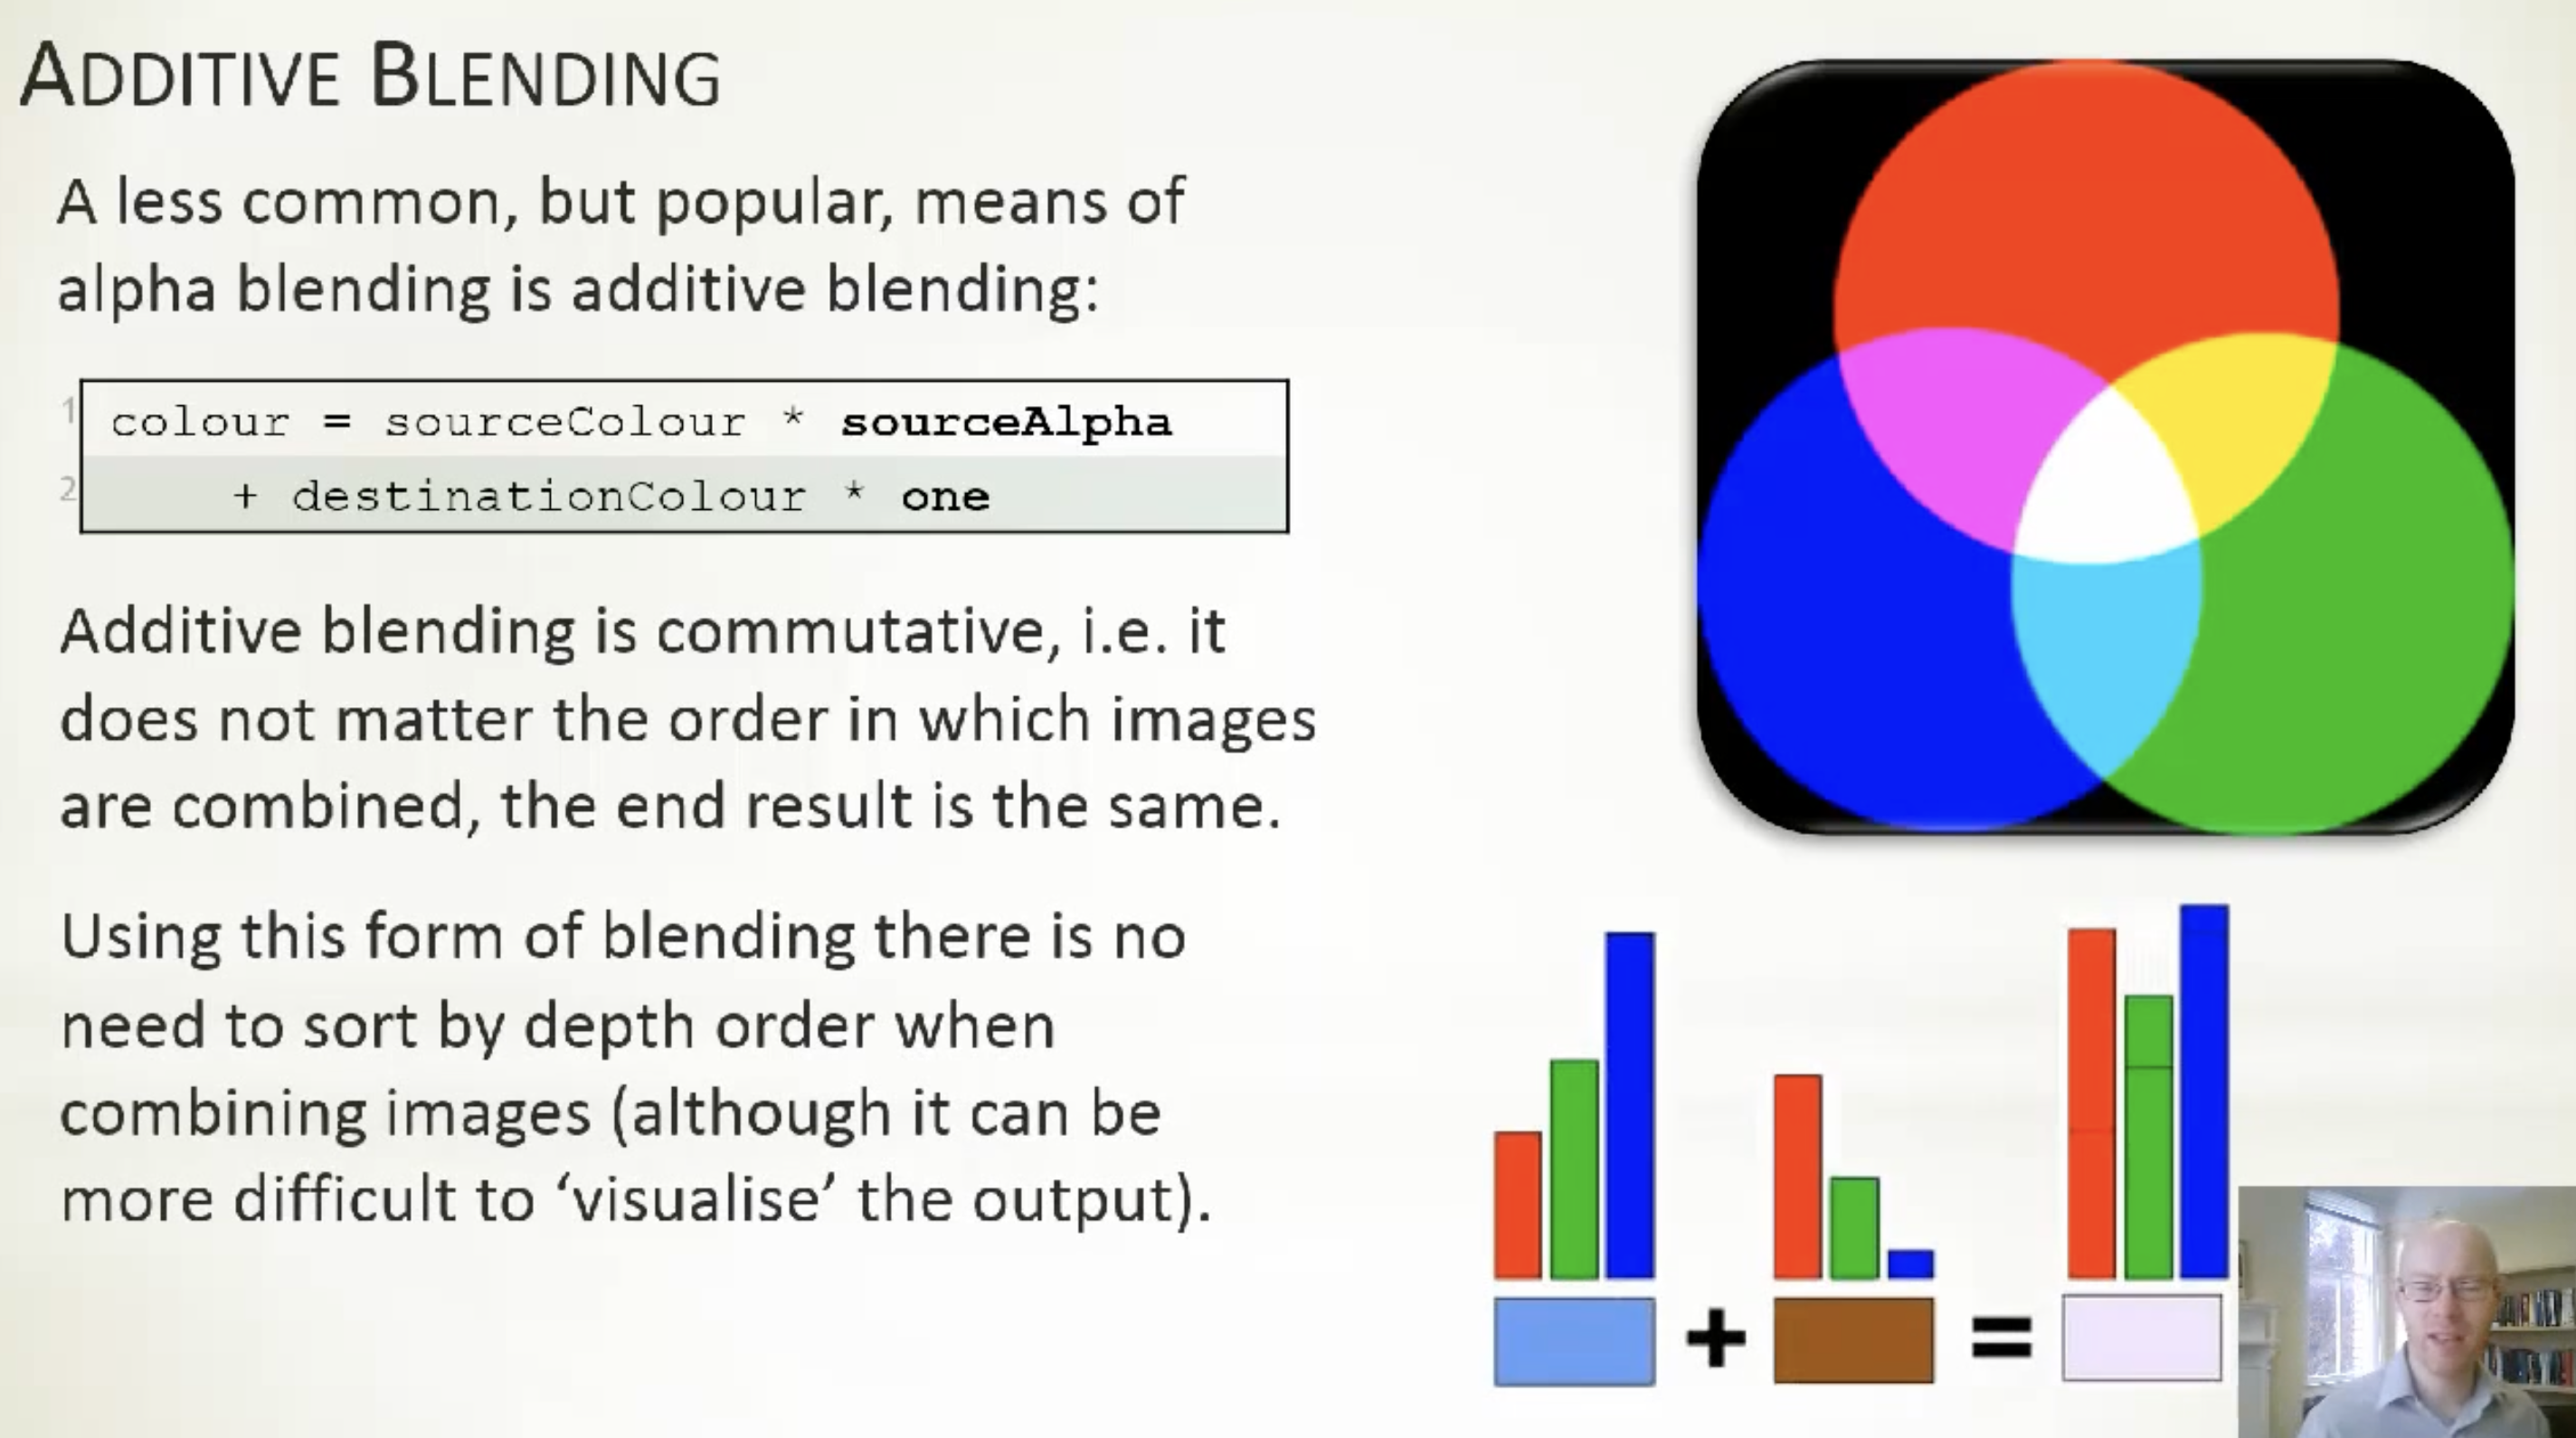 ADDITIVE BLENDING
A less common, but popular, means of
alpha blending is additive blending:
1 colour = sourceColour * sourceAlpha
2 + destinationColour * one
Additive blending is commutative, i.e. it
does not matter the order in which images
are combined, the end result is the same.
Using this form of blending there is no
need to sort by depth order when
combining images (although it can be
more difficult to ‘visualise’ the output).
+ =